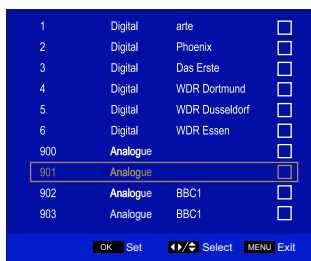 1 Digital arte
2 Digital Phoenix
3 Digital Das Erste
4 Digital WDR Dortmund
5 Digital WDR Dusseldorf
6 Digital WDR Essen
900 Analogue
901 Analogue
902 Analogue BBC1
903 Analogue BBC1
OK Set Select MENU Exit